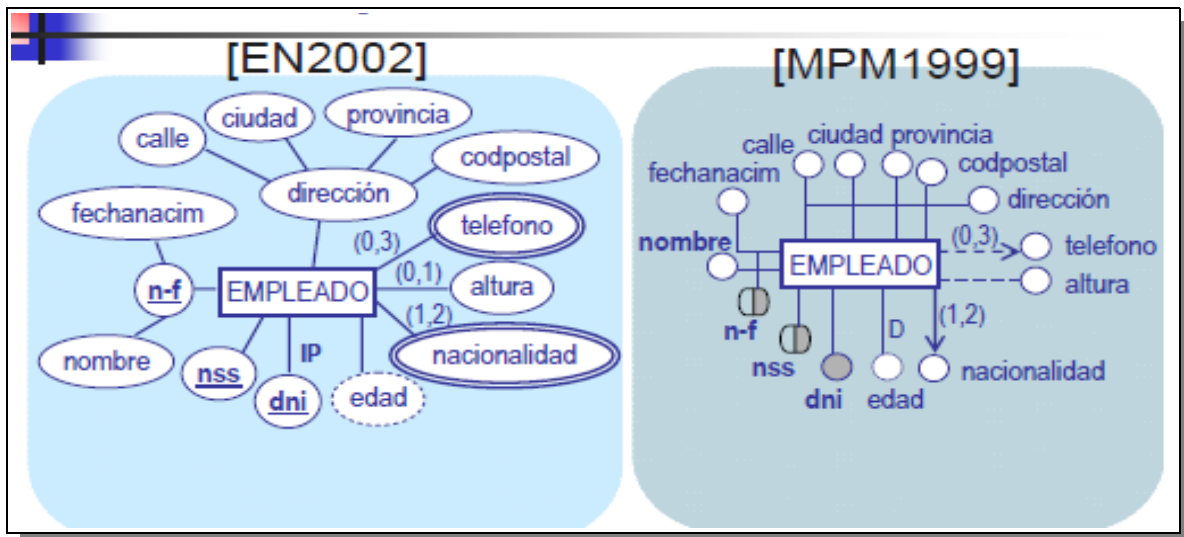 [EN2002]
calle
ciudad
provincia
codpostal
dirección
fechanacim
telefono
(0,3)
n-f
EMPLEADO
(0,1)
altura
(1,2)
nombre
nss
IP
dni
edad
nacionalidad
[MPM1999]
calle
ciudad
provincia
fechanacim
codpostal
dirección
nombre
EMPLEADO
(0,3)
telefono
altura
n-f
nss
D
(1,2)
dni
edad
nacionalidad